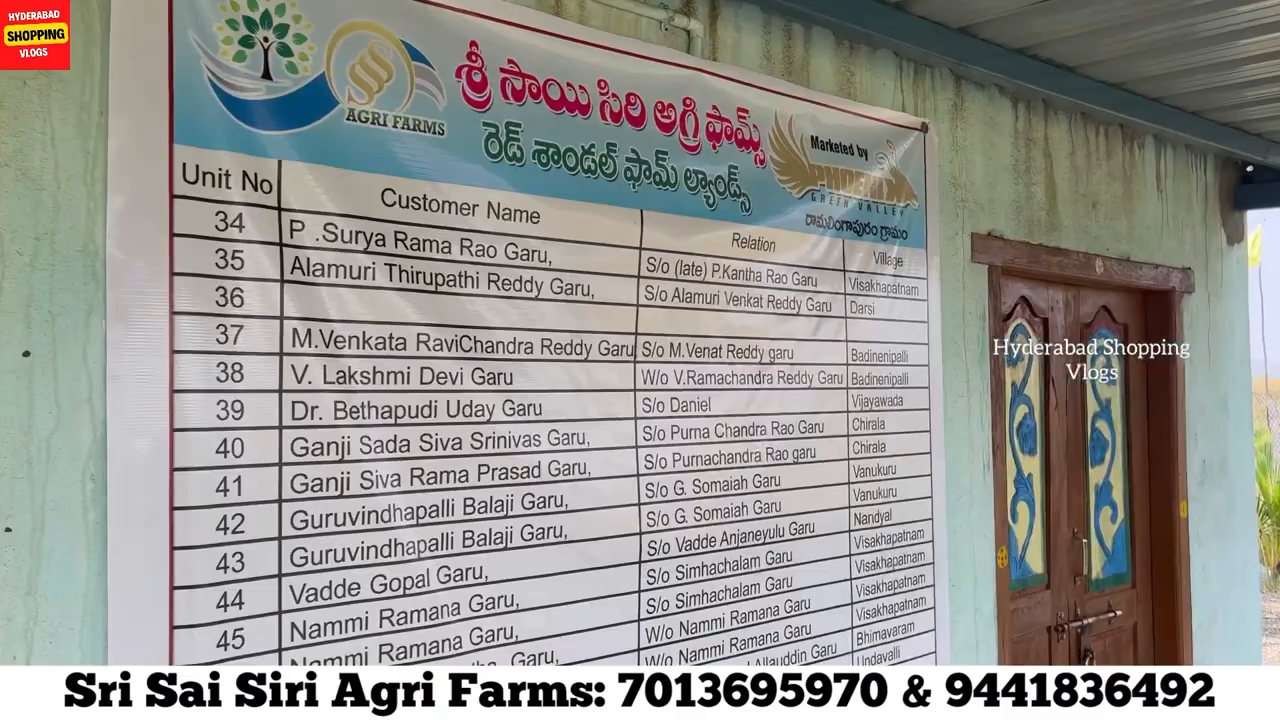 HYDERABAD
SHOPPING
VLOGS
SSS
AGRI FARMS
శ్రీ సాయి సిరి అగ్రి ఫామ్స్
రెడ్ శాండల్ ఫామ్ ల్యాండ్స్
Marketed by
PHOENIX
GREEN VALLEY
రామలింగాపురం గ్రామం
Unit No Customer Name Relation Village
34 P .Surya Rama Rao Garu, S/o (late) P.Kantha Rao Garu Visakhapatnam
35 Alamuri Thirupathi Reddy Garu, S/o Alamuri Venkat Reddy Garu Darsi
36
37 M.Venkata RaviChandra Reddy Garu S/o M.Venat Reddy garu Badinenipalli
38 V. Lakshmi Devi Garu W/o V.Ramachandra Reddy Garu Badinenipalli
39 Dr. Bethapudi Uday Garu S/o Daniel Vijayawada
40 Ganji Sada Siva Srinivas Garu, S/o Purna Chandra Rao Garu Chirala
41 Ganji Siva Rama Prasad Garu, S/o Purnachandra Rao garu Chirala
42 Guruvindhapalli Balaji Garu, S/o G. Somaiah Garu Vanukuru
43 Guruvindhapalli Balaji Garu, S/o G. Somaiah Garu Vanukuru
44 Vadde Gopal Garu, S/o Vadde Anjaneyulu Garu Nandyal
45 Nammi Ramana Garu, S/o Simhachalam Garu Visakhapatnam
Nammi Ramana Garu, S/o Simhachalam Garu Visakhapatnam
Garu, W/o Nammi Ramana Garu Visakhapatnam
W/o Nammi Ramana Garu Bhimavaram
Allauddin Garu Undavalli
Hyderabad Shopping
Vlogs
Sri Sai Siri Agri Farms: 7013695970 & 9441836492